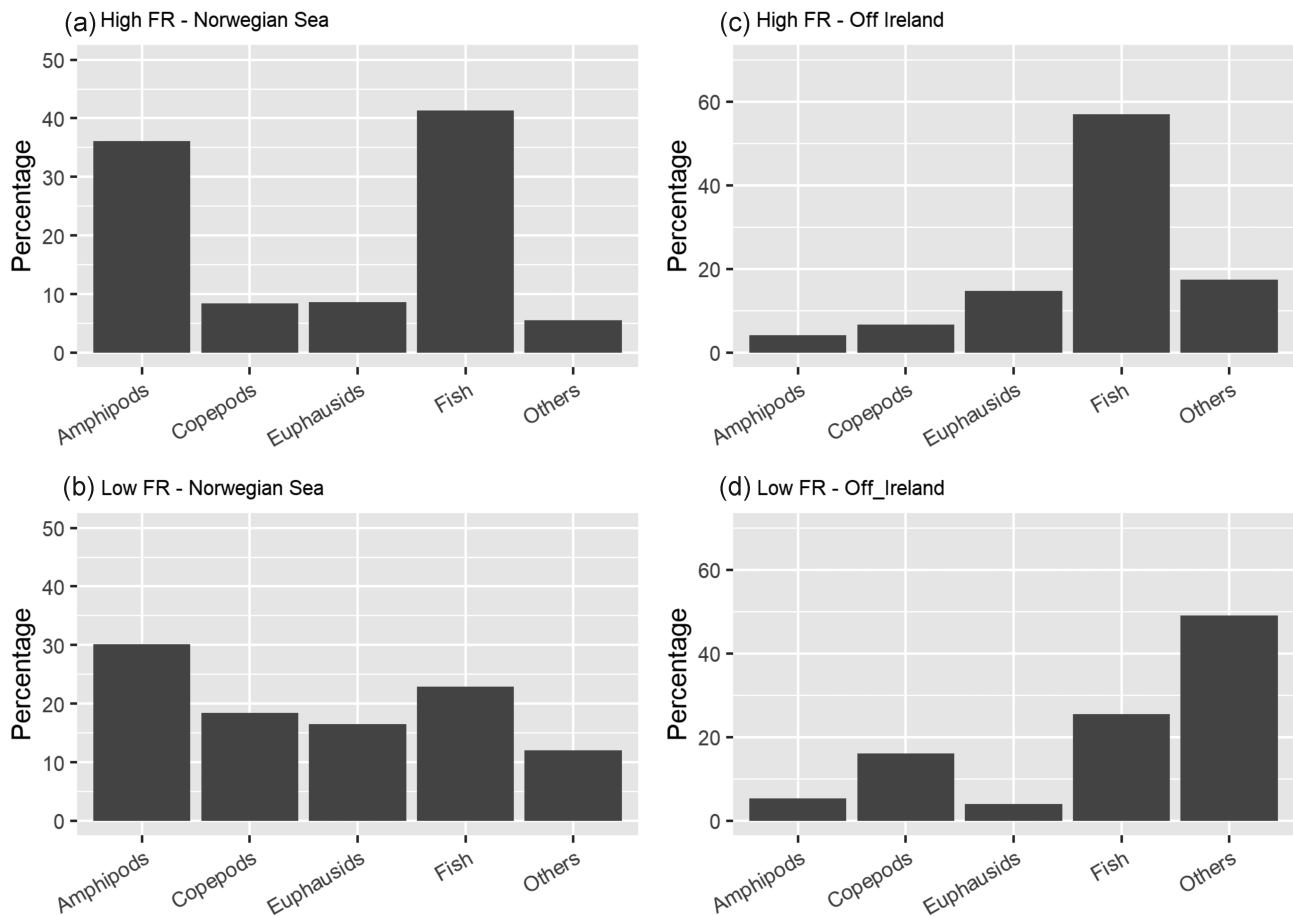 (a) High FR - Norwegian Sea
Percentage
50
40
30
20
10
0
Amphipods
Copepods
Euphausids
Fish
Others
(c) High FR - Off Ireland
Percentage
60
40
20
0
Amphipods
Copepods
Euphausids
Fish
Others
(b) Low FR - Norwegian Sea
Percentage
50
40
30
20
10
0
Amphipods
Copepods
Euphausids
Fish
Others
(d) Low FR - Off_Ireland
Percentage
60
40
20
0
Amphipods
Copepods
Euphausids
Fish
Others